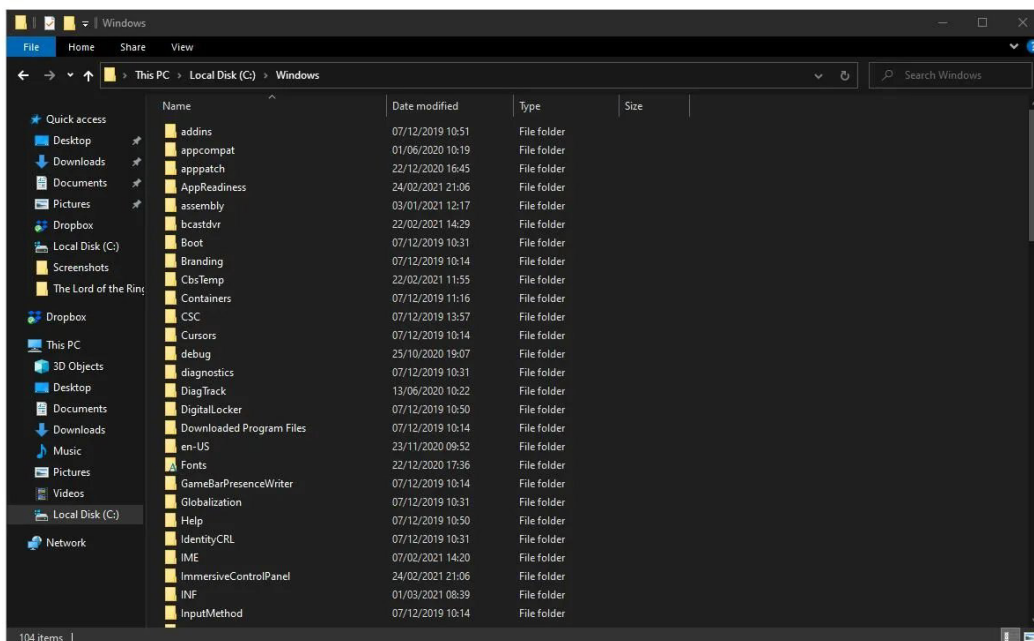 Windows
File Home Share View
This PC > Local Disk (C:) > Windows
Search Windows
Name Date modified Type Size
Quick access
Desktop
Downloads
Documents
Pictures
Dropbox
Local Disk (C:)
Screenshots
The Lord of the Ring
Dropbox
This PC
3D Objects
Desktop
Documents
Downloads
Music
Pictures
Videos
Local Disk (C:)
Network
addins 07/12/2019 10:51 File folder
appcompat 01/06/2020 10:19 File folder
apppatch 22/12/2020 16:45 File folder
AppReadiness 24/02/2021 21:06 File folder
assembly 03/01/2021 12:17 File folder
bcastdvr 22/02/2021 14:29 File folder
Boot 07/12/2019 10:31 File folder
Branding 07/12/2019 10:14 File folder
CbsTemp 22/02/2021 11:55 File folder
Containers 07/12/2019 11:16 File folder
CSC 07/12/2019 13:57 File folder
Cursors 07/12/2019 10:14 File folder
debug 25/10/2020 19:07 File folder
diagnostics 07/12/2019 10:31 File folder
DiagTrack 13/06/2020 10:22 File folder
DigitalLocker 07/12/2019 10:50 File folder
Downloaded Program Files 07/12/2019 10:14 File folder
en-US 23/11/2020 09:52 File folder
Fonts 22/12/2020 17:36 File folder
GameBarPresenceWriter 07/12/2019 10:14 File folder
Globalization 07/12/2019 10:31 File folder
Help 07/12/2019 10:50 File folder
IdentityCRL 07/12/2019 10:31 File folder
IME 07/02/2021 14:20 File folder
ImmersiveControlPanel 24/02/2021 21:06 File folder
INF 01/03/2021 08:39 File folder
InputMethod 07/12/2019 10:14 File folder
104 items